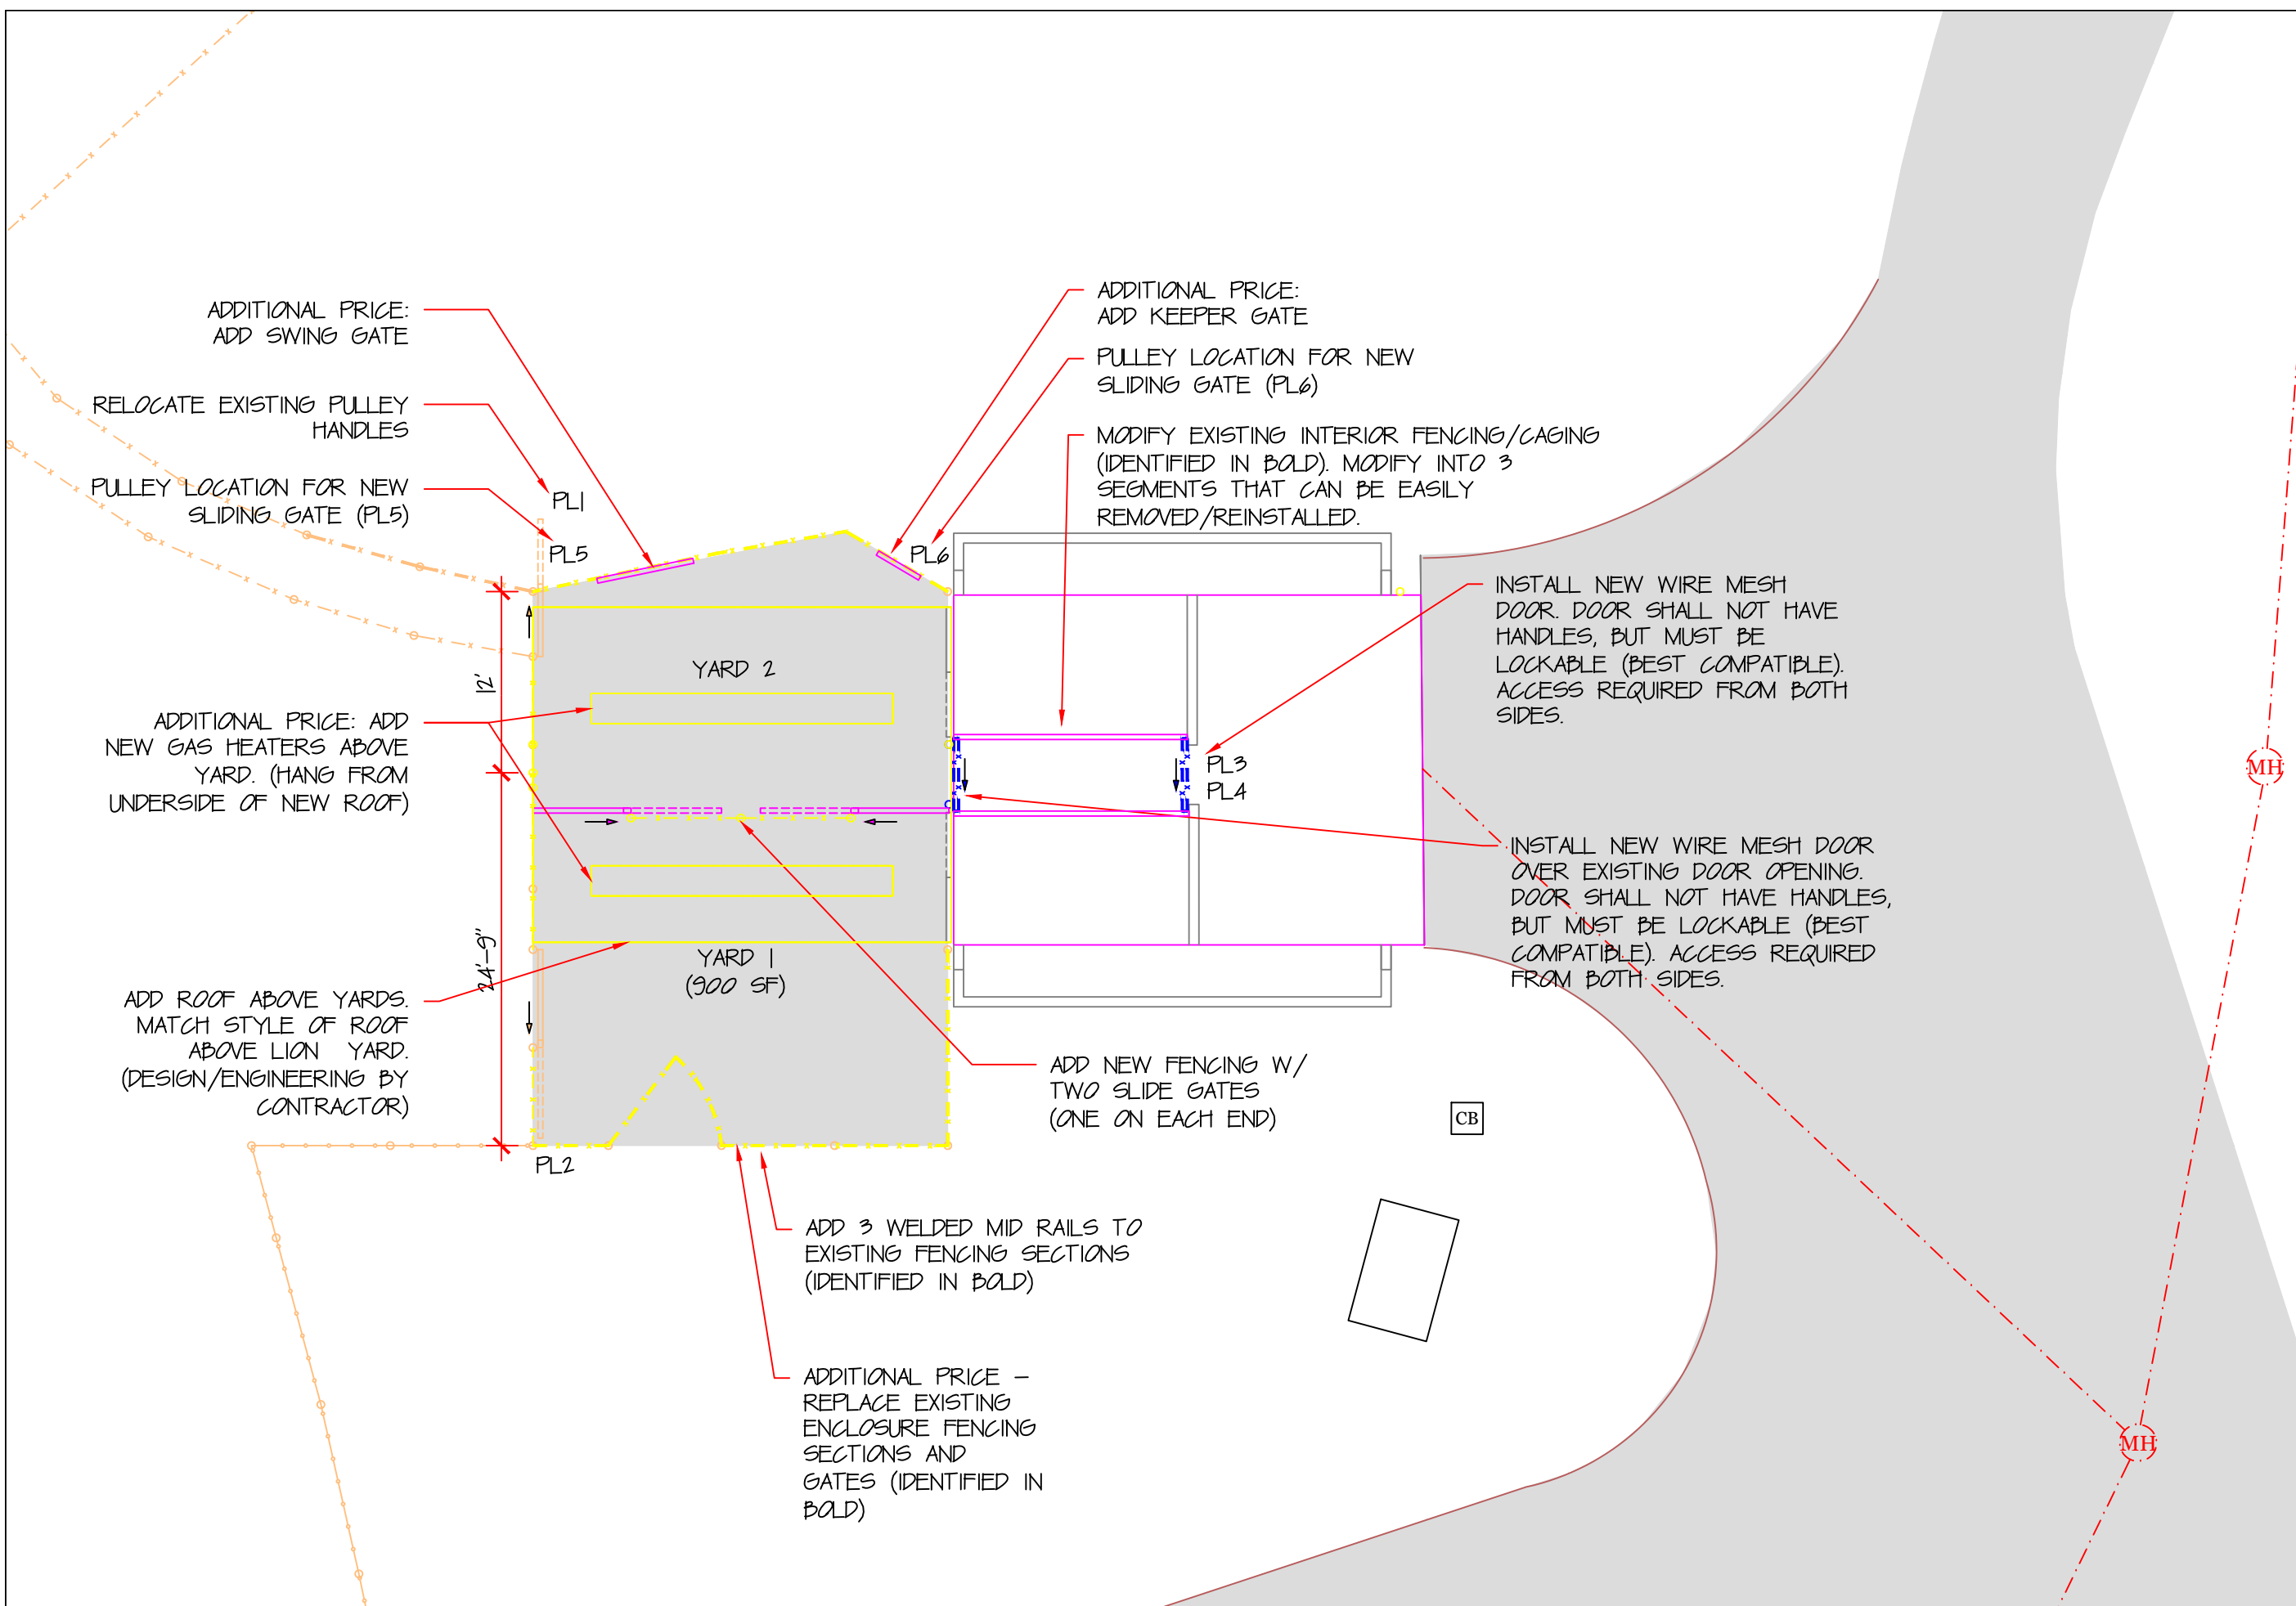 ADDITIONAL PRICE:
ADD SWING GATE
RELOCATE EXISTING PULLEY
HANDLES
PULLEY LOCATION FOR NEW
SLIDING GATE (PL5)
PL1
PL5
ADDITIONAL PRICE:
ADD KEEPER GATE
PULLEY LOCATION FOR NEW
SLIDING GATE (PL6)
MODIFY EXISTING INTERIOR FENCING/CAGING
(IDENTIFIED IN BOLD). MODIFY INTO 3
SEGMENTS THAT CAN BE EASILY
REMOVED/REINSTALLED.
PL6
INSTALL NEW WIRE MESH
DOOR. DOOR SHALL NOT HAVE
HANDLES, BUT MUST BE
LOCKABLE (BEST COMPATIBLE).
ACCESS REQUIRED FROM BOTH
SIDES.
YARD 2
12'
ADDITIONAL PRICE: ADD
NEW GAS HEATERS ABOVE
YARD. (HANG FROM
UNDERSIDE OF NEW ROOF)
PL3
PL4
MH
INSTALL NEW WIRE MESH DOOR
OVER EXISTING DOOR OPENING.
DOOR SHALL NOT HAVE HANDLES,
BUT MUST BE LOCKABLE (BEST
COMPATIBLE). ACCESS REQUIRED
FROM BOTH SIDES.
24'-9"
YARD 1
(900 SF)
ADD ROOF ABOVE YARDS.
MATCH STYLE OF ROOF
ABOVE LION YARD.
(DESIGN/ENGINEERING BY
CONTRACTOR)
ADD NEW FENCING W/
TWO SLIDE GATES
(ONE ON EACH END)
CB
PL2
ADD 3 WELDED MID RAILS TO
EXISTING FENCING SECTIONS
(IDENTIFIED IN BOLD)
ADDITIONAL PRICE -
REPLACE EXISTING
ENCLOSURE FENCING
SECTIONS AND
GATES (IDENTIFIED IN
BOLD)
MH